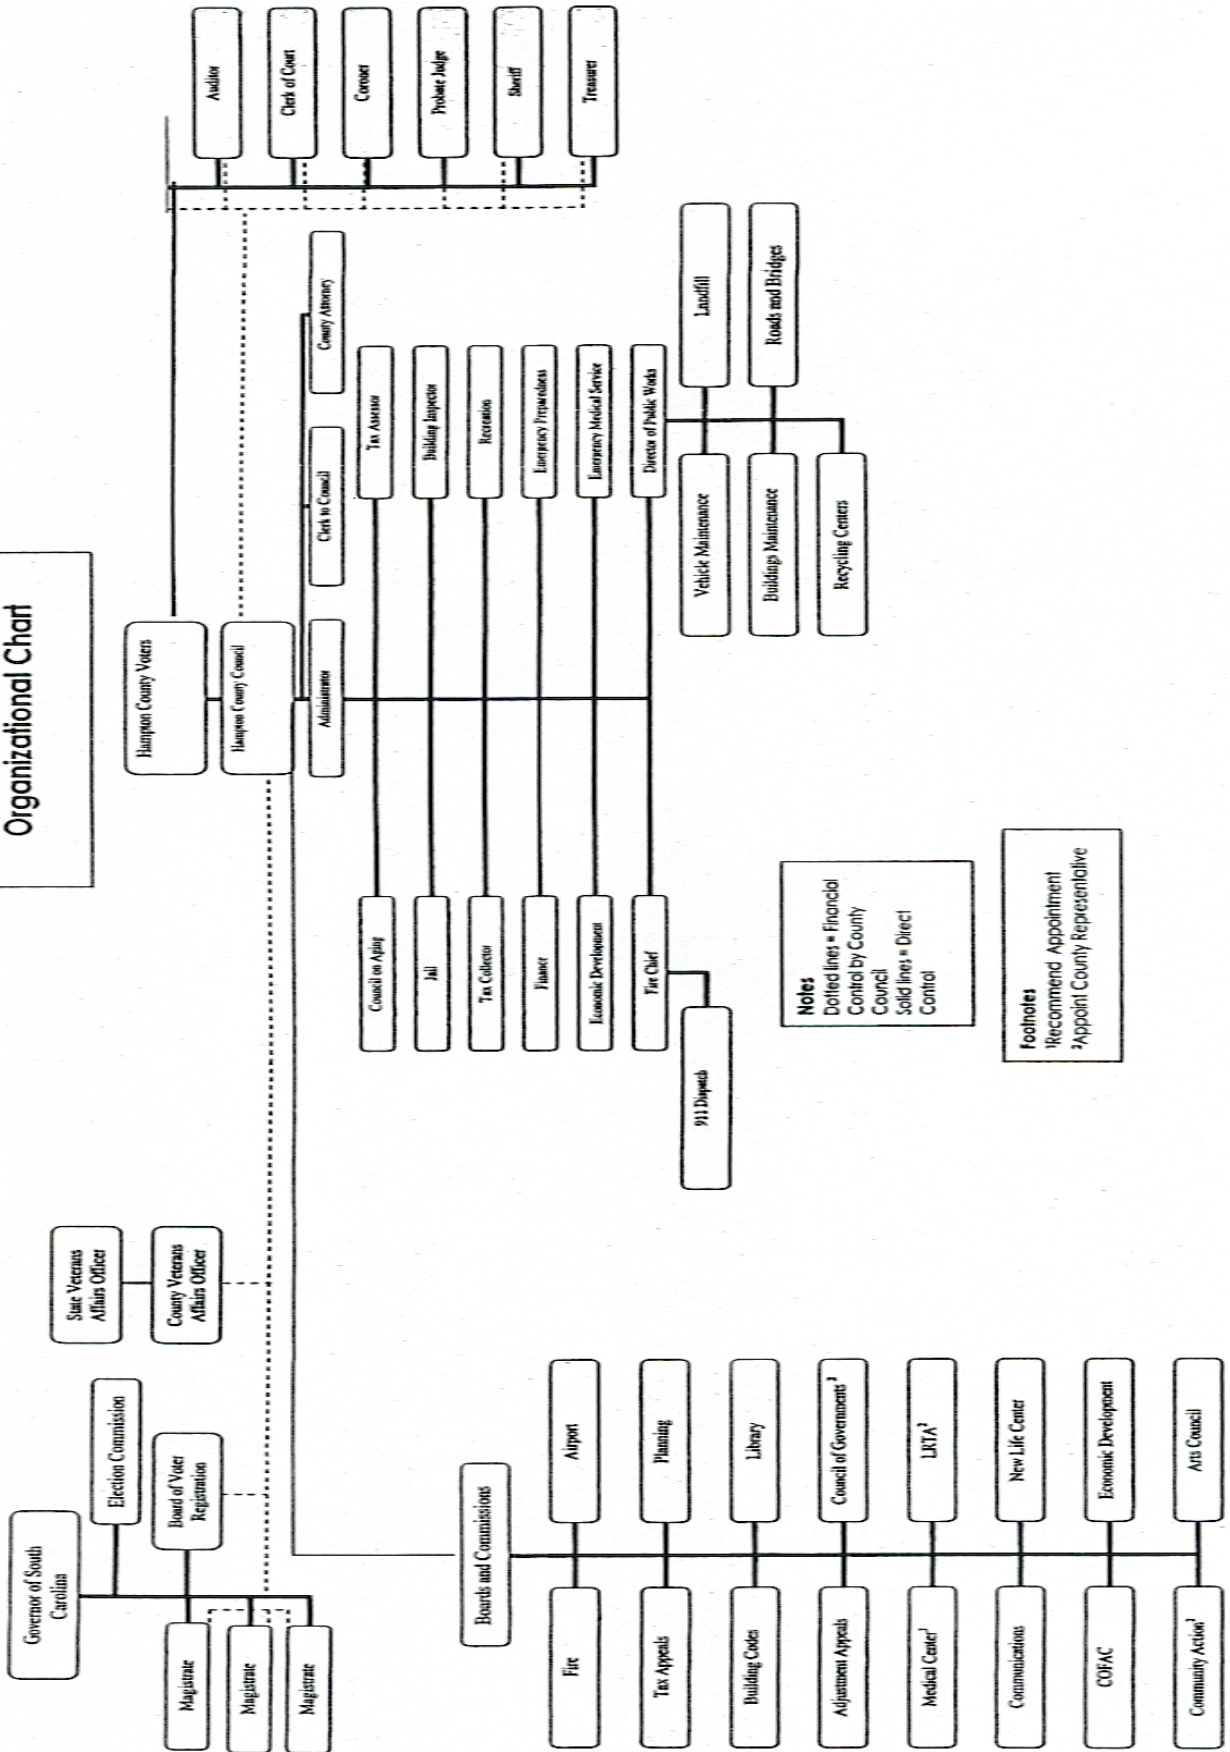 Organizational Chart
Governor of South
Carolina
Election Commission
Board of Voter
Registration
Magistrate
Magistrate
Magistrate
State Veterans
Affairs Officer
County Veterans
Affairs Officer
Hampton County Voters
Hampton County Council
Administrator
Clerk to Council
County Attorney
Auditor
Clerk of Court
Coroner
Probate Judge
Sheriff
Treasurer
Council on Aging
Tax Assessor
Jail
Building Inspector
Tax Collector
Recreation
Finance
Emergency Preparedness
Economic Development
Emergency Medical Service
Fire Chief
Director of Public Works
911 Dispatch
Vehicle Maintenance
Landfill
Buildings Maintenance
Roads and Bridges
Recycling Centers
Boards and Commissions
Fire
Airport
Tax Appeals
Planning
Building Codes
Library
Adjustment Appeals
Council of Governments²
Medical Center¹
LRTA²
Communications
New Life Center
COFAC
Economic Development
Community Action²
Arts Council
Notes
Dotted lines = Financial
Control by County
Council
Solid lines = Direct
Control
Footnotes
¹Recommend Appointment
²Appoint County Representative